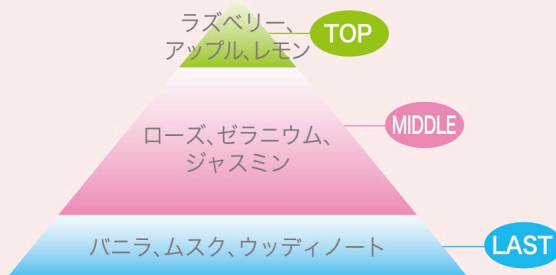 ラズベリー、
アップル、レモン
TOP
ローズ、ゼラニウム、
ジャスミン
MIDDLE
バニラ、ムスク、ウッディノート
LAST